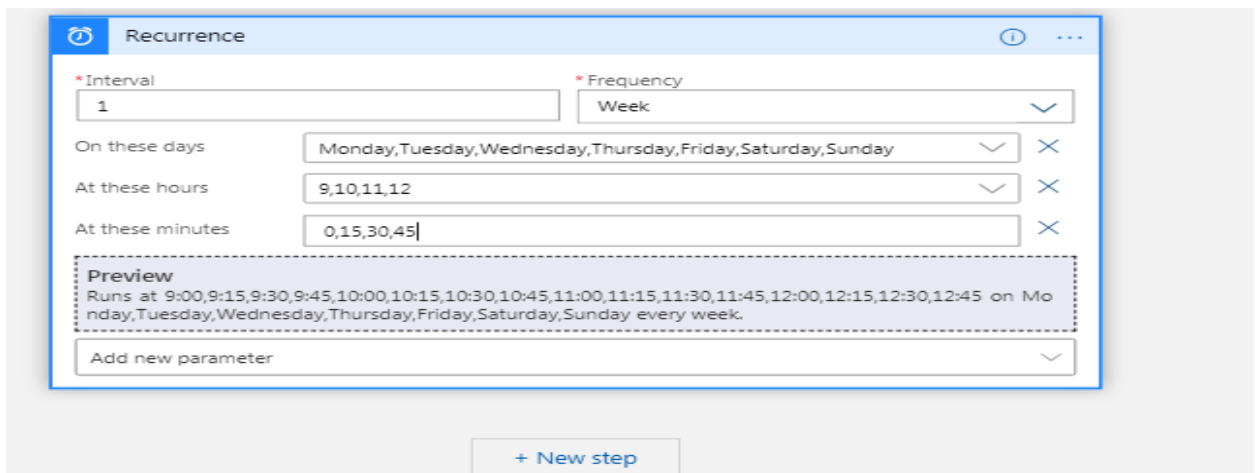 Recurrence
*Interval
*Frequency
1
Week
On these days
Monday,Tuesday,Wednesday,Thursday,Friday,Saturday,Sunday
At these hours
9,10,11,12
At these minutes
0,15,30,45
Preview
Runs at 9:00,9:15,9:30,9:45,10:00,10:15,10:30,10:45,11:00,11:15,11:30,11:45,12:00,12:15,12:30,12:45 on Mo
nday,Tuesday,Wednesday,Thursday,Friday,Saturday,Sunday every week.
Add new parameter
+ New step